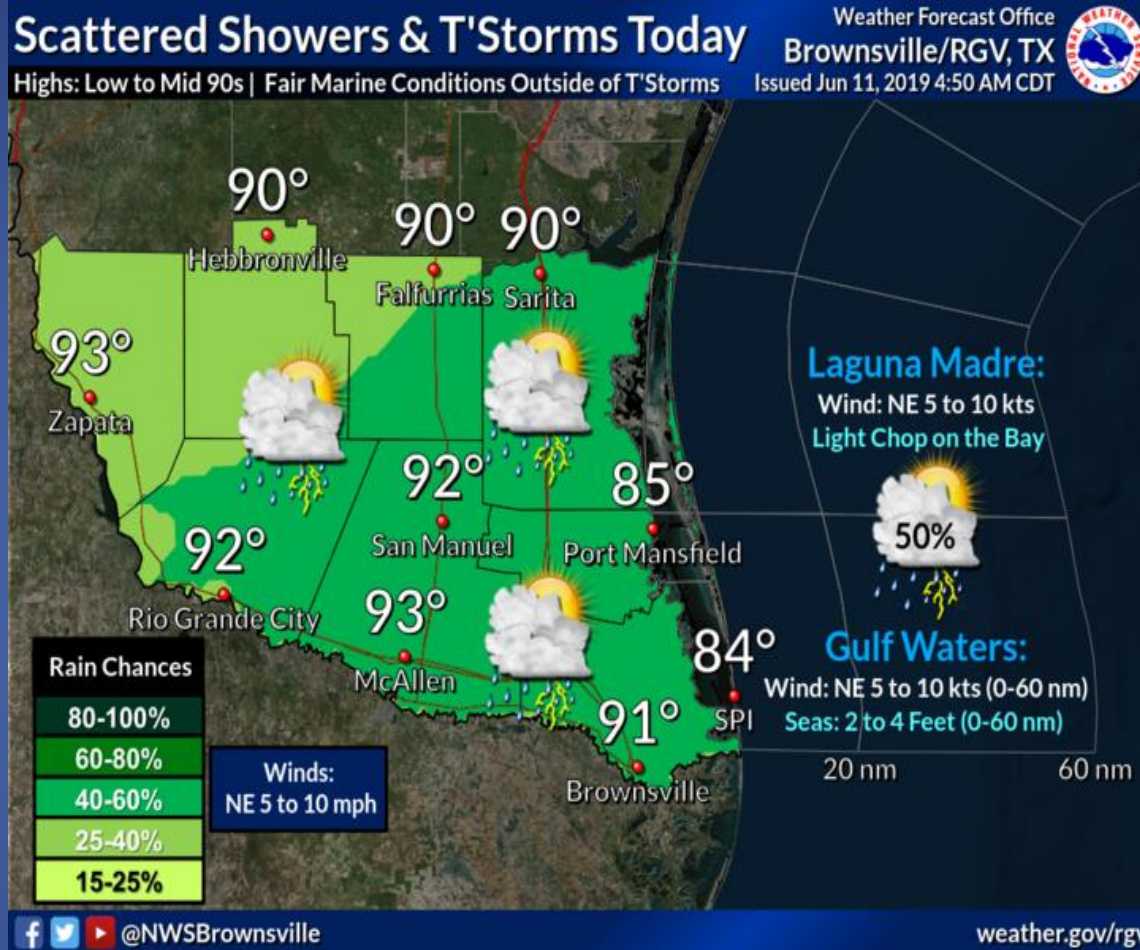 Scattered Showers & T'Storms Today
Highs: Low to Mid 90s | Fair Marine Conditions Outside of T'Storms
Weather Forecast Office
Brownsville/RGV, TX
Issued Jun 11, 2019 4:50 AM CDT
NATIONAL WEATHER SERVICE
90°
Hebbronville
90°
Falfurrias
90°
Sarita
93°
Zapata
92°
San Manuel
85°
Port Mansfield
92°
Rio Grande City
93°
McAllen
84°
SPI
91°
Brownsville
Laguna Madre:
Wind: NE 5 to 10 kts
Light Chop on the Bay
50%
Gulf Waters:
Wind: NE 5 to 10 kts (0-60 nm)
Seas: 2 to 4 Feet (0-60 nm)
20 nm
60 nm
Rain Chances
80-100%
60-80%
40-60%
25-40%
15-25%
Winds:
NE 5 to 10 mph
@NWSBrownsville
weather.gov/rgv